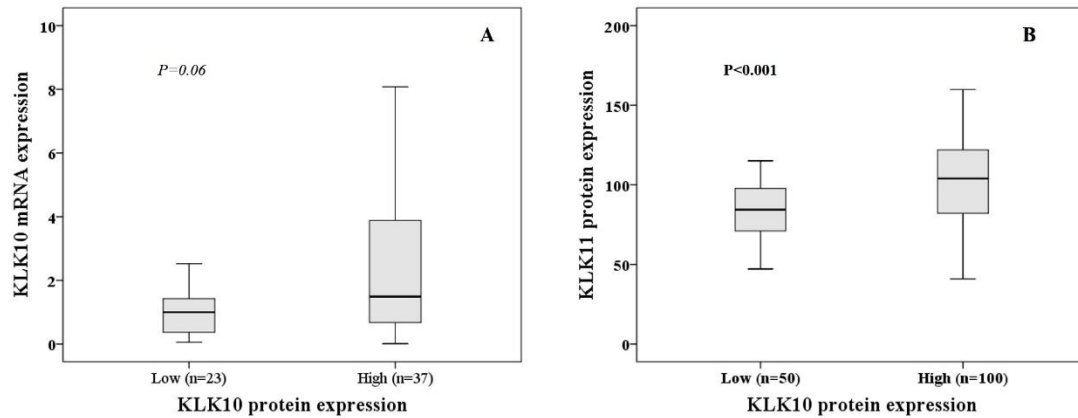 A
P=0.06
KLK10 mRNA expression
10
8
6
4
2
0
Low (n=23)
High (n=37)
KLK10 protein expression
B
P<0.001
KLK11 protein expression
200
150
100
50
0
Low (n=50)
High (n=100)
KLK10 protein expression